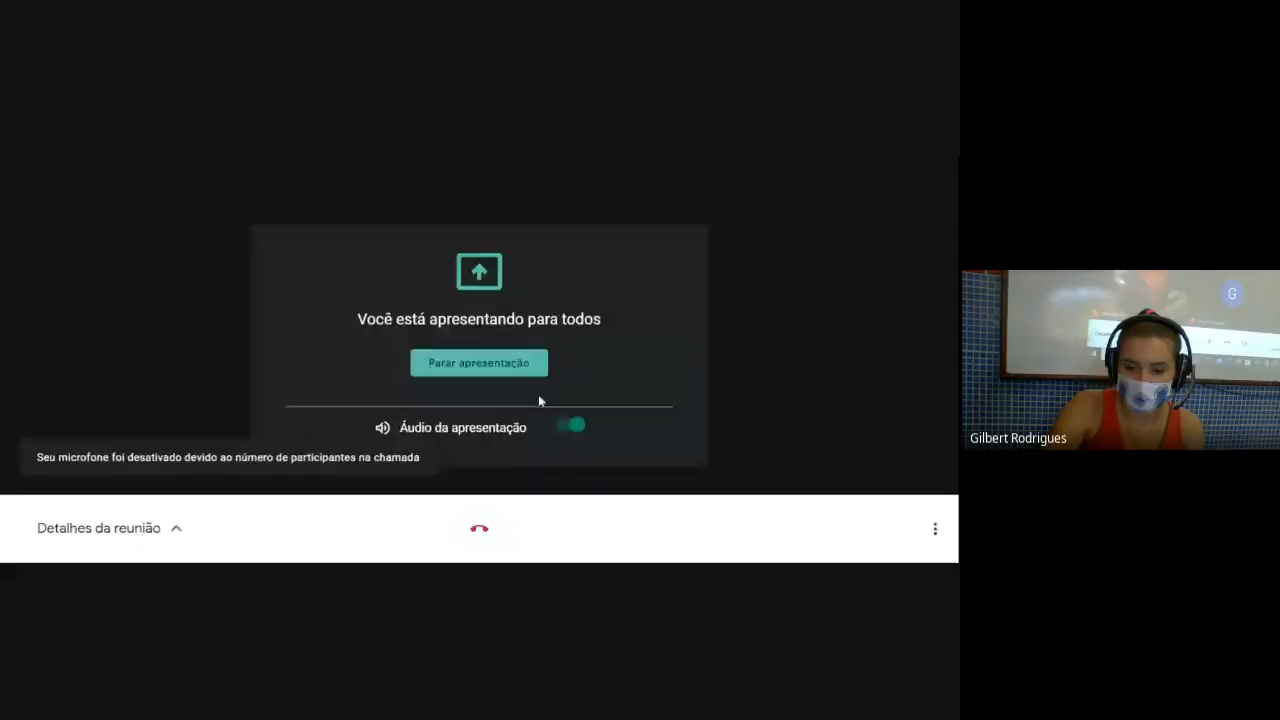 Você está apresentando para todos
Parar apresentação
Áudio da apresentação
Seu microfone foi desativado devido ao número de participantes na chamada
Detalhes da reunião
G
Gilbert Rodrigues